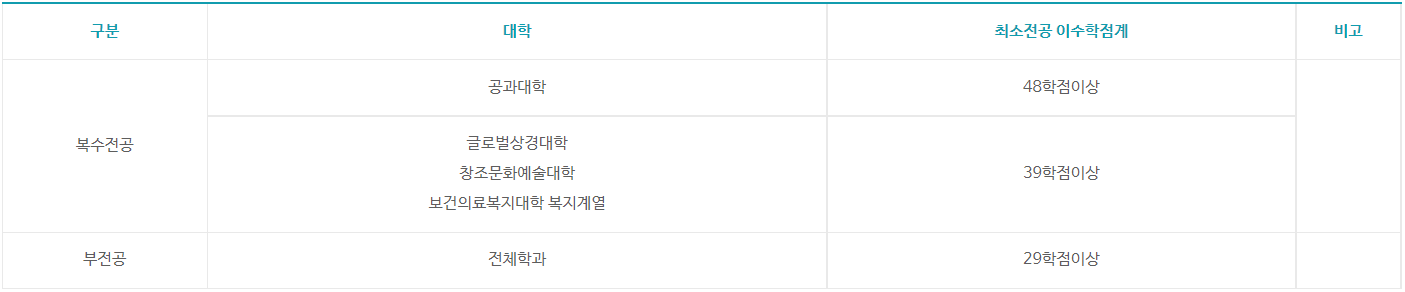 구분 대학 최소전공 이수학점계 비고
공과대학 48학점이상
복수전공
글로벌상경대학
창조문화예술대학 39학점이상
보건의료복지대학 복지계열
부전공 전체학과 29학점이상